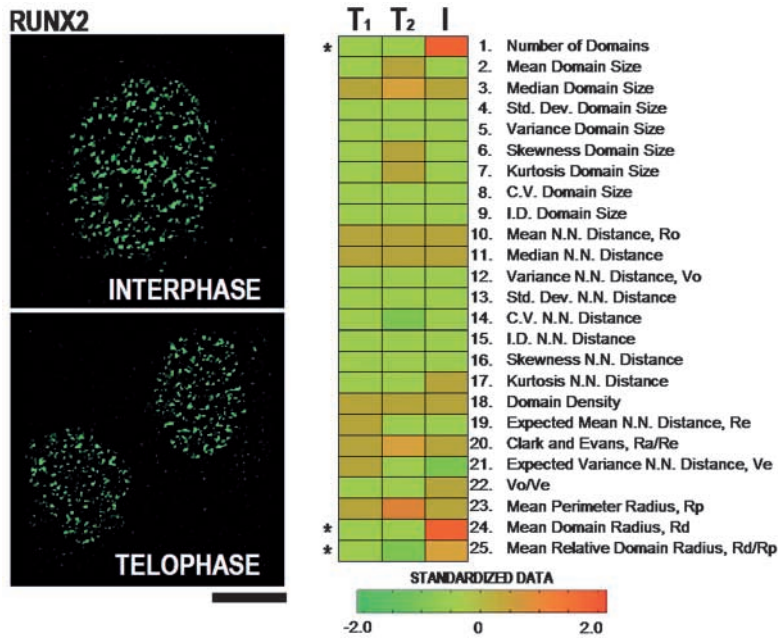 RUNX2
INTERPHASE
TELOPHASE
T1 T2 I
* 1. Number of Domains
2. Mean Domain Size
3. Median Domain Size
4. Std. Dev. Domain Size
5. Variance Domain Size
6. Skewness Domain Size
7. Kurtosis Domain Size
8. C.V. Domain Size
9. I.D. Domain Size
10. Mean N.N. Distance, Ro
11. Median N.N. Distance
12. Variance N.N. Distance, Vo
13. Std. Dev. N.N. Distance
14. C.V. N.N. Distance
15. I.D. N.N. Distance
16. Skewness N.N. Distance
17. Kurtosis N.N. Distance
18. Domain Density
19. Expected Mean N.N. Distance, Re
20. Clark and Evans, Ra/Re
21. Expected Variance N.N. Distance, Ve
22. Vo/Ve
23. Mean Perimeter Radius, Rp
* 24. Mean Domain Radius, Rd
* 25. Mean Relative Domain Radius, Rd/Rp
STANDARDIZED DATA
-2.0 0 2.0